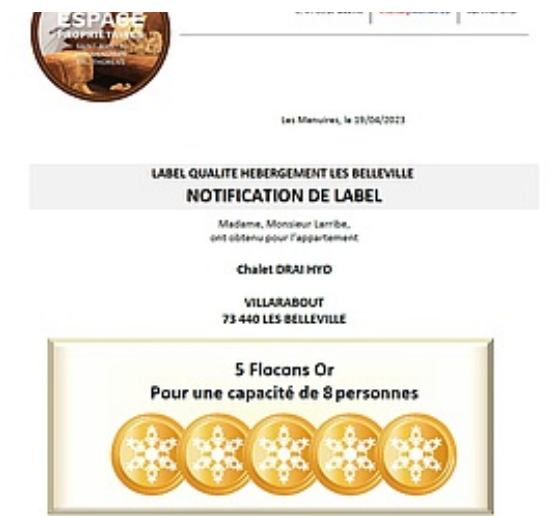 ESPACE
PROPRIÉTAIRES
Les Menuires, le 19/04/2023
LABEL QUALITE HEBERGEMENT LES BELLEVILLE
NOTIFICATION DE LABEL
Madame, Monsieur Larribe,
ont obtenu pour l'appartement
Chalet DRAI HYO
VILLARABOUT
73 440 LES BELLEVILLE
5 Flocons Or
Pour une capacité de 8 personnes